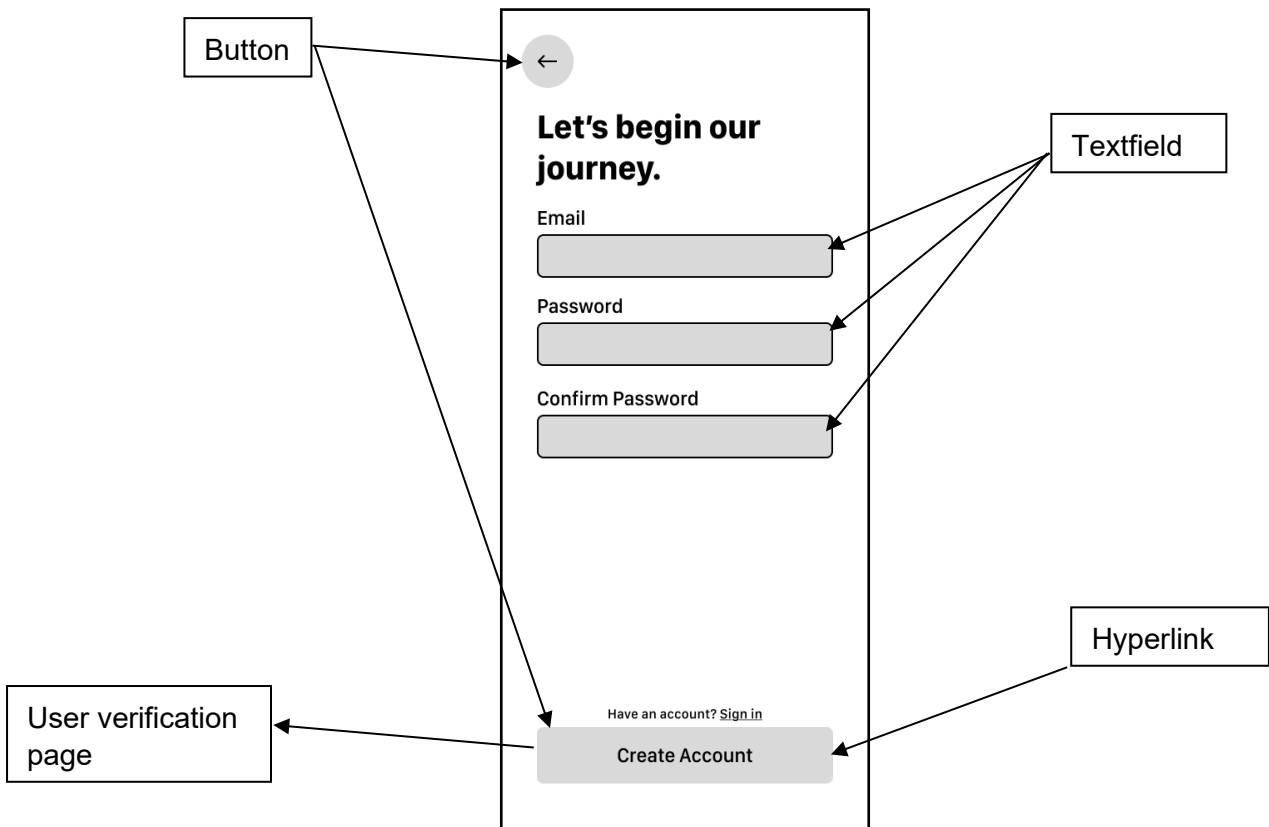 Button
←
Let's begin our
journey.
Textfield
Email
Password
Confirm Password
Hyperlink
User verification
page
Have an account? Sign in
Create Account